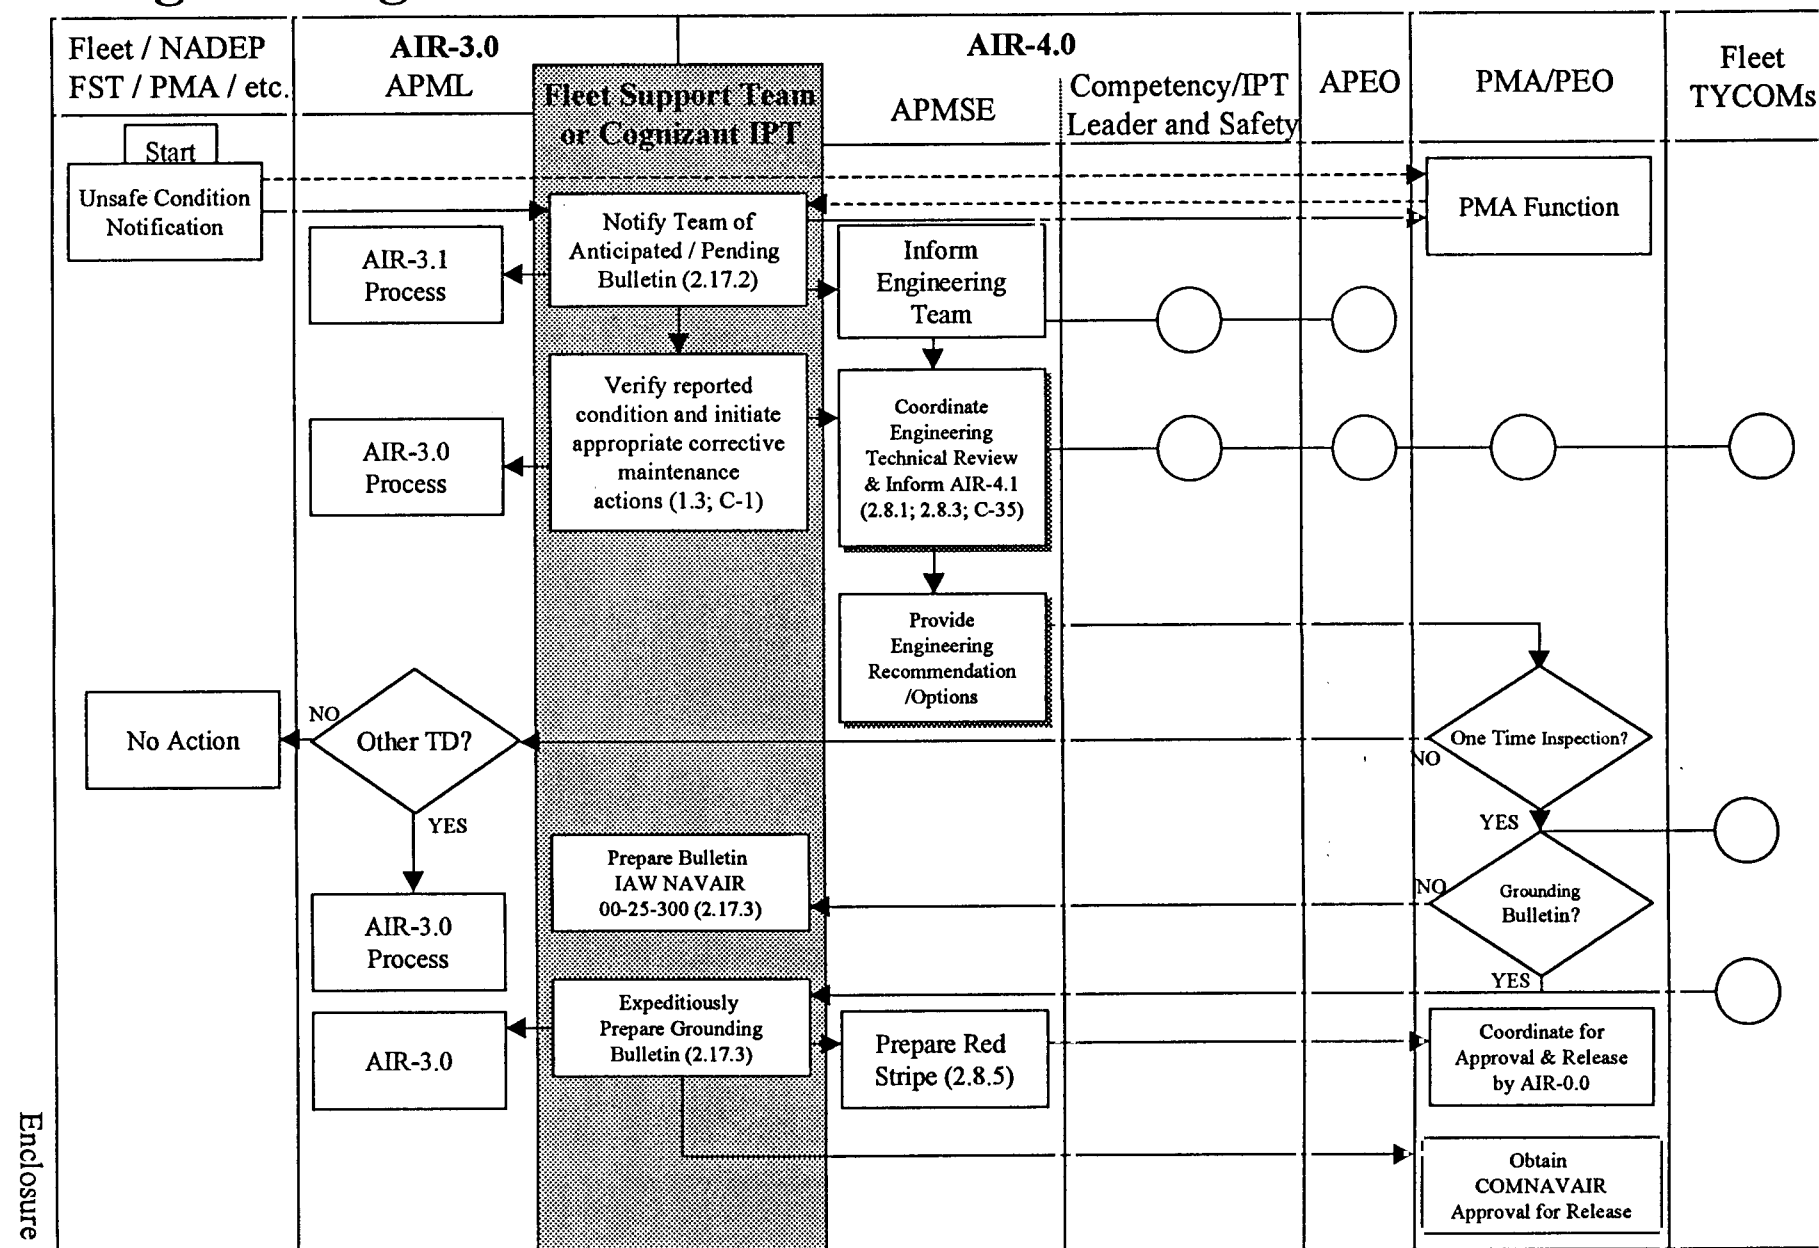 Fleet / NADEP
FST / PMA / etc.
AIR-3.0
APML
Fleet Support Team
or Cognizant IPT
AIR-4.0
APMSE
Competency/IPT
Leader and Safety
APEO
PMA/PEO
Fleet
TYCOMs
Start
Unsafe Condition
Notification
Notify Team of
Anticipated / Pending
Bulletin (2.17.2)
PMA Function
AIR-3.1
Process
Inform
Engineering
Team
Verify reported
condition and initiate
appropriate corrective
maintenance
actions (1.3; C-1)
AIR-3.0
Process
Coordinate
Engineering
Technical Review
& Inform AIR-4.1
(2.8.1; 2.8.3; C-35)
Provide
Engineering
Recommendation
/Options
No Action
NO
Other TD?
YES
One Time Inspection?
NO
YES
Prepare Bulletin
IAW NAVAIR
00-25-300 (2.17.3)
NO
Grounding
Bulletin?
YES
AIR-3.0
Process
Expeditiously
Prepare Grounding
Bulletin (2.17.3)
AIR-3.0
Prepare Red
Stripe (2.8.5)
Coordinate for
Approval & Release
by AIR-0.0
Obtain
COMNAVAIR
Approval for Release
Enclosure